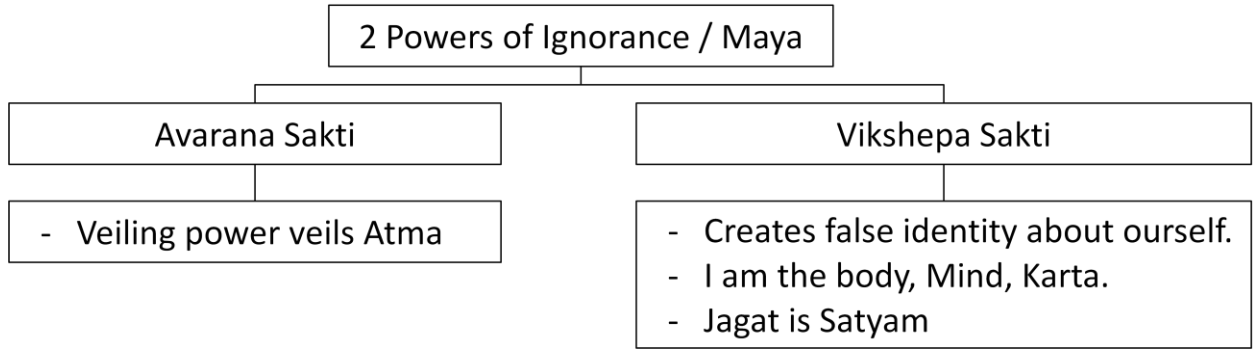 2 Powers of Ignorance / Maya
Avarana Sakti
Vikshepa Sakti
- Veiling power veils Atma
- Creates false identity about ourself.
- I am the body, Mind, Karta.
- Jagat is Satyam